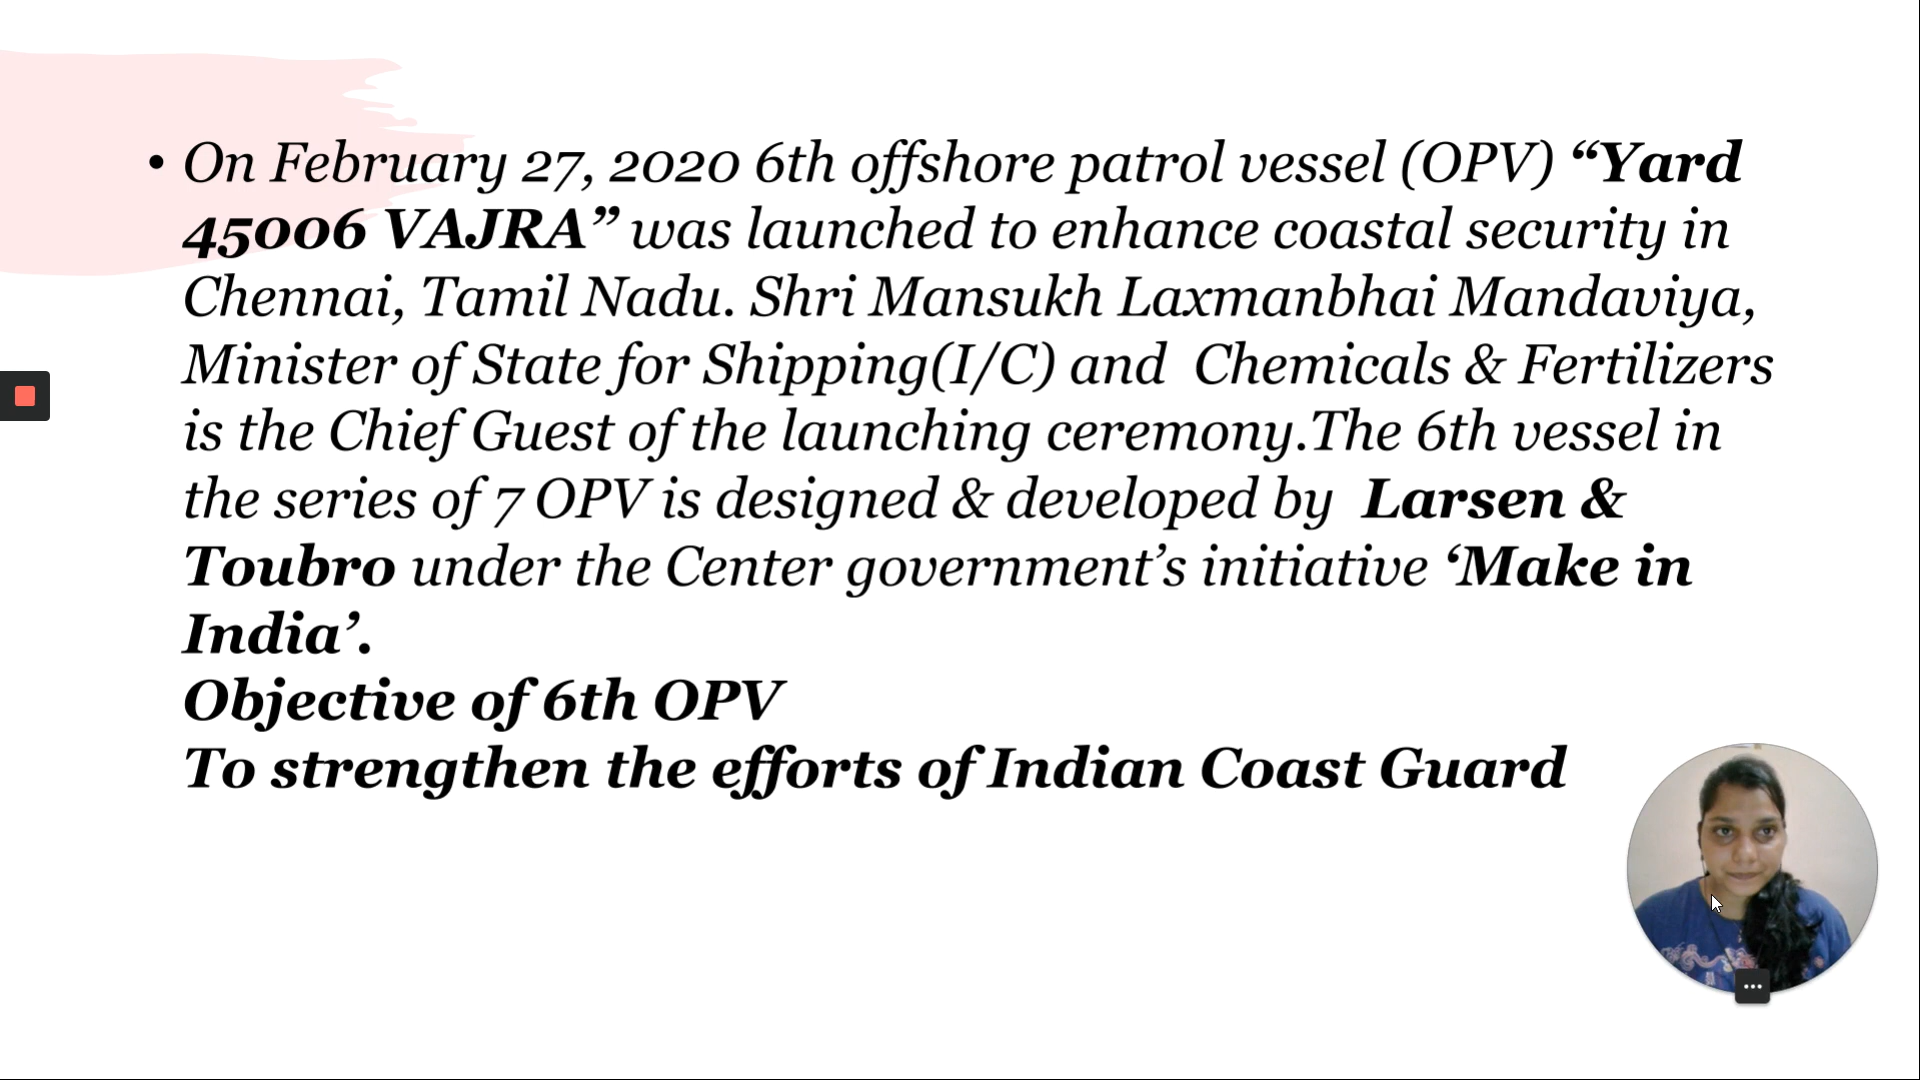 • On February 27, 2020 6th offshore patrol vessel (OPV) “Yard
45006 VAJRA” was launched to enhance coastal security in
Chennai, Tamil Nadu. Shri Mansukh Laxmanbhai Mandaviya,
Minister of State for Shipping(I/C) and  Chemicals & Fertilizers
is the Chief Guest of the launching ceremony.The 6th vessel in
the series of 7 OPV is designed & developed by  Larsen &
Toubro under the Center government’s initiative ‘Make in
India’.
Objective of 6th OPV
To strengthen the efforts of Indian Coast Guard